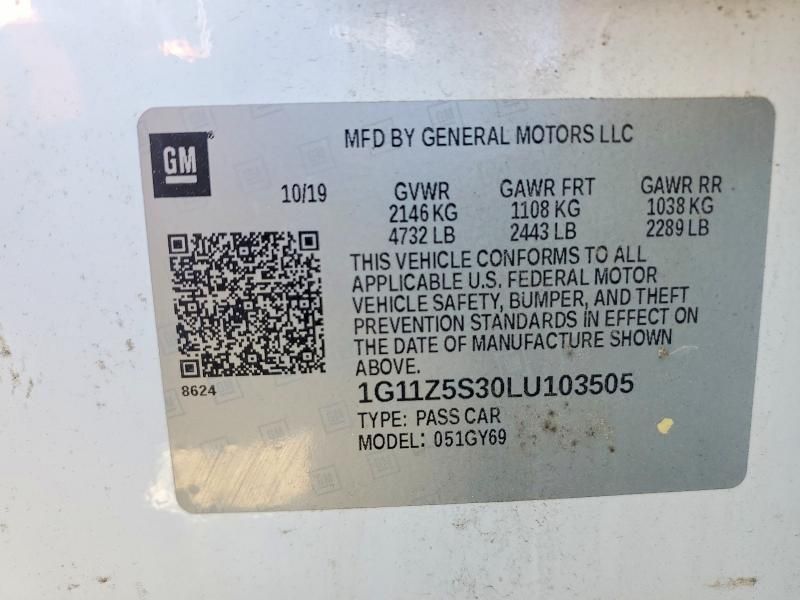 GM
MFD BY GENERAL MOTORS LLC
10/19
GVWR GAWR FRT GAWR RR
2146 KG 1108 KG 1038 KG
4732 LB 2443 LB 2289 LB
THIS VEHICLE CONFORMS TO ALL
APPLICABLE U.S. FEDERAL MOTOR
VEHICLE SAFETY, BUMPER, AND THEFT
PREVENTION STANDARDS IN EFFECT ON
THE DATE OF MANUFACTURE SHOWN
ABOVE.
8624
1G11Z5S30LU103505
TYPE: PASS CAR
MODEL: 051GY69